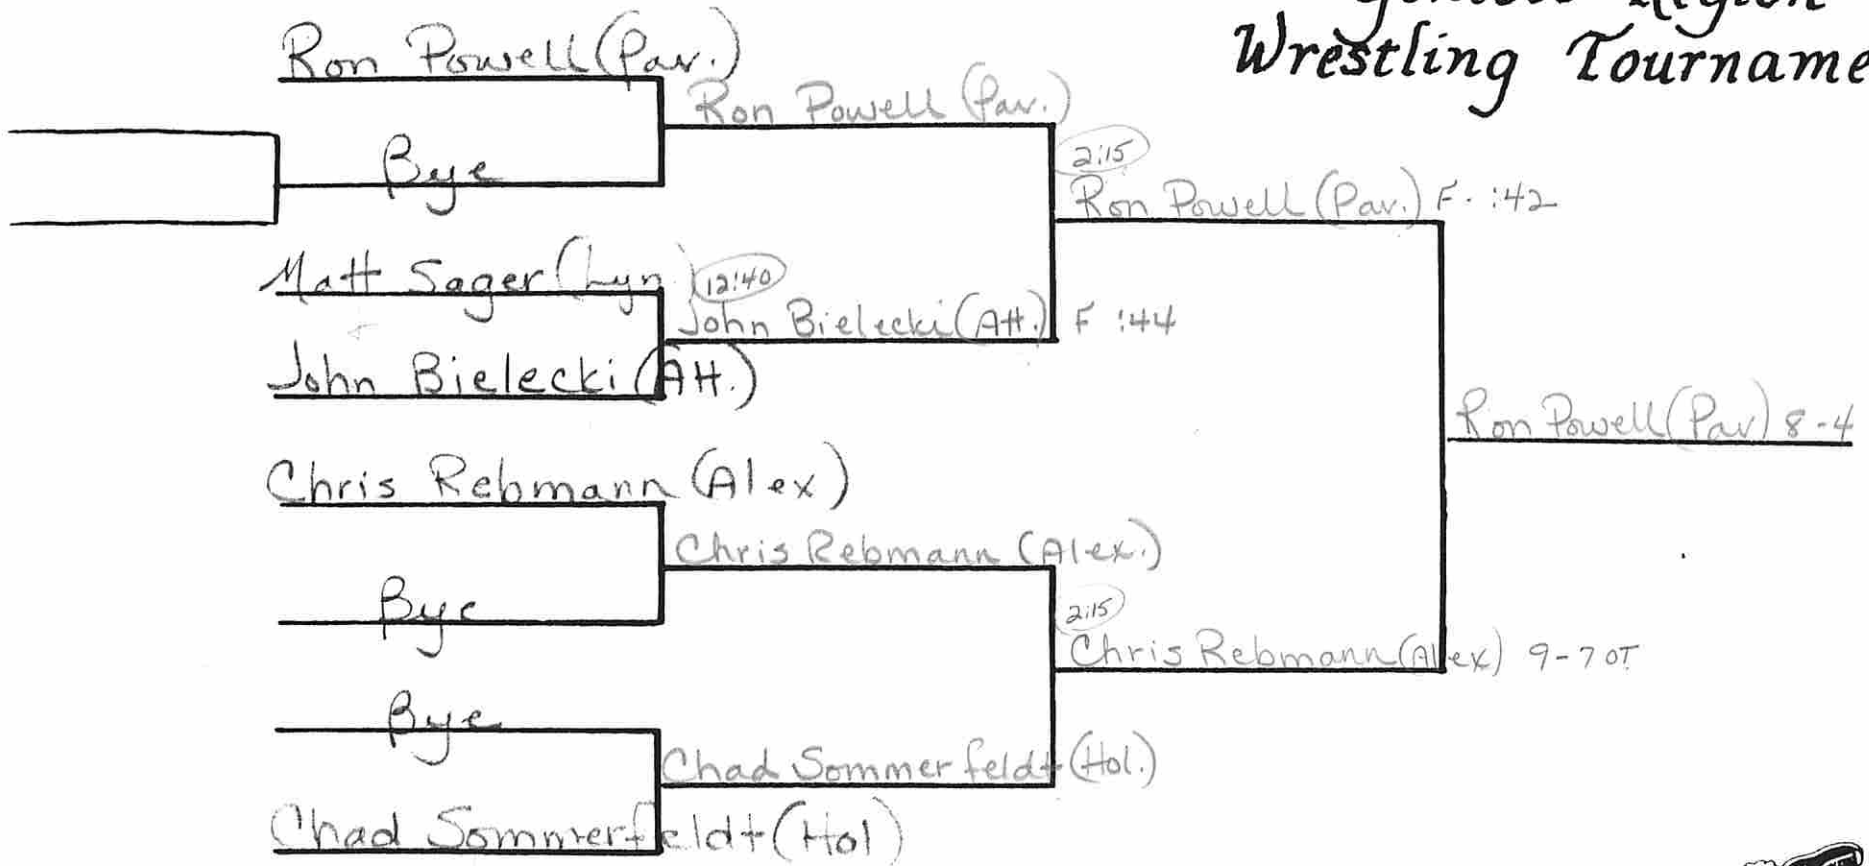 Region
Wrestling Tourname
Ron Powell (Pav.)
Bye
Matt Sager (Lyn
John Bielecki (Att.)
Chris Rebmann (Alex)
Bye
Bye
Chad Sommerfeldt (Hol)
Ron Powell (Pav.)
12:40
John Bielecki (Att.) F :44
Chris Rebmann (Alex.)
Chad Sommerfeldt (Hol.)
2:15
Ron Powell (Pav.) F. :42
2:15
Chris Rebmann (Alex) 9-7 OT
Ron Powell (Pav) 8-4